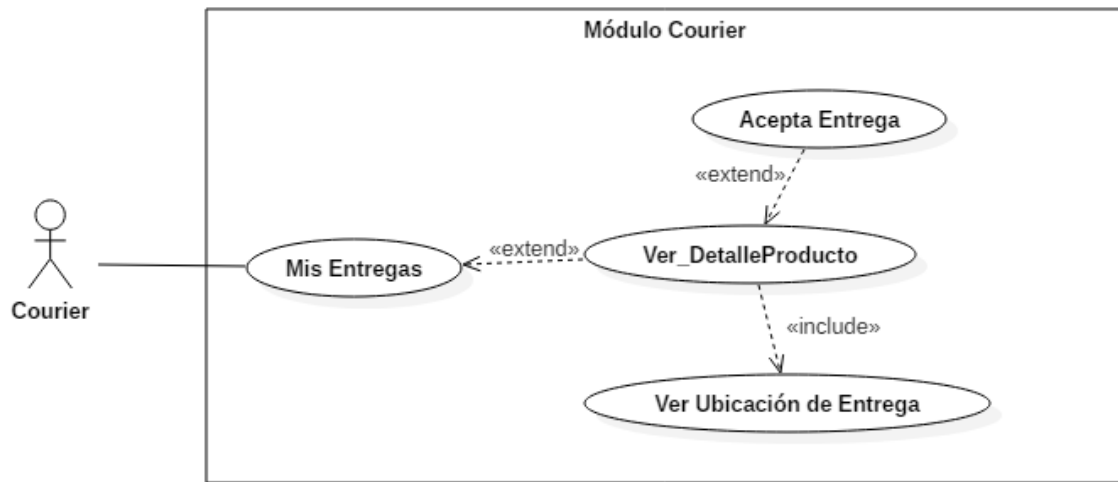 Módulo Courier
Acepta Entrega
«extend»
Ver_DetalleProducto
«extend»
Mis Entregas
Courier
«include»
Ver Ubicación de Entrega